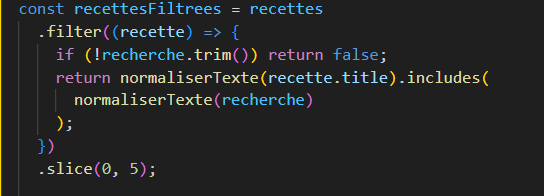 const recettesFiltrees = recettes
.filter((recette) => {
if (!recherche.trim()) return false;
return normaliserTexte(recette.title).includes(
normaliserTexte(recherche)
);
})
.slice(0, 5);